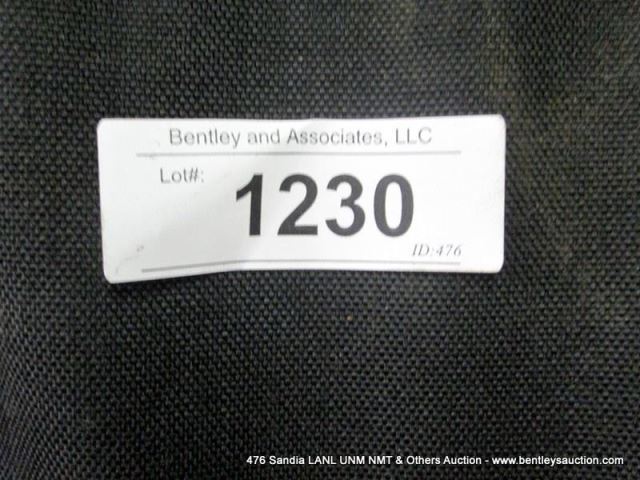 Bentley and Associates, LLC
Lot#:
1230
ID:476
476 Sandia LANL UNM NMT & Others Auction - www.bentleysauction.com